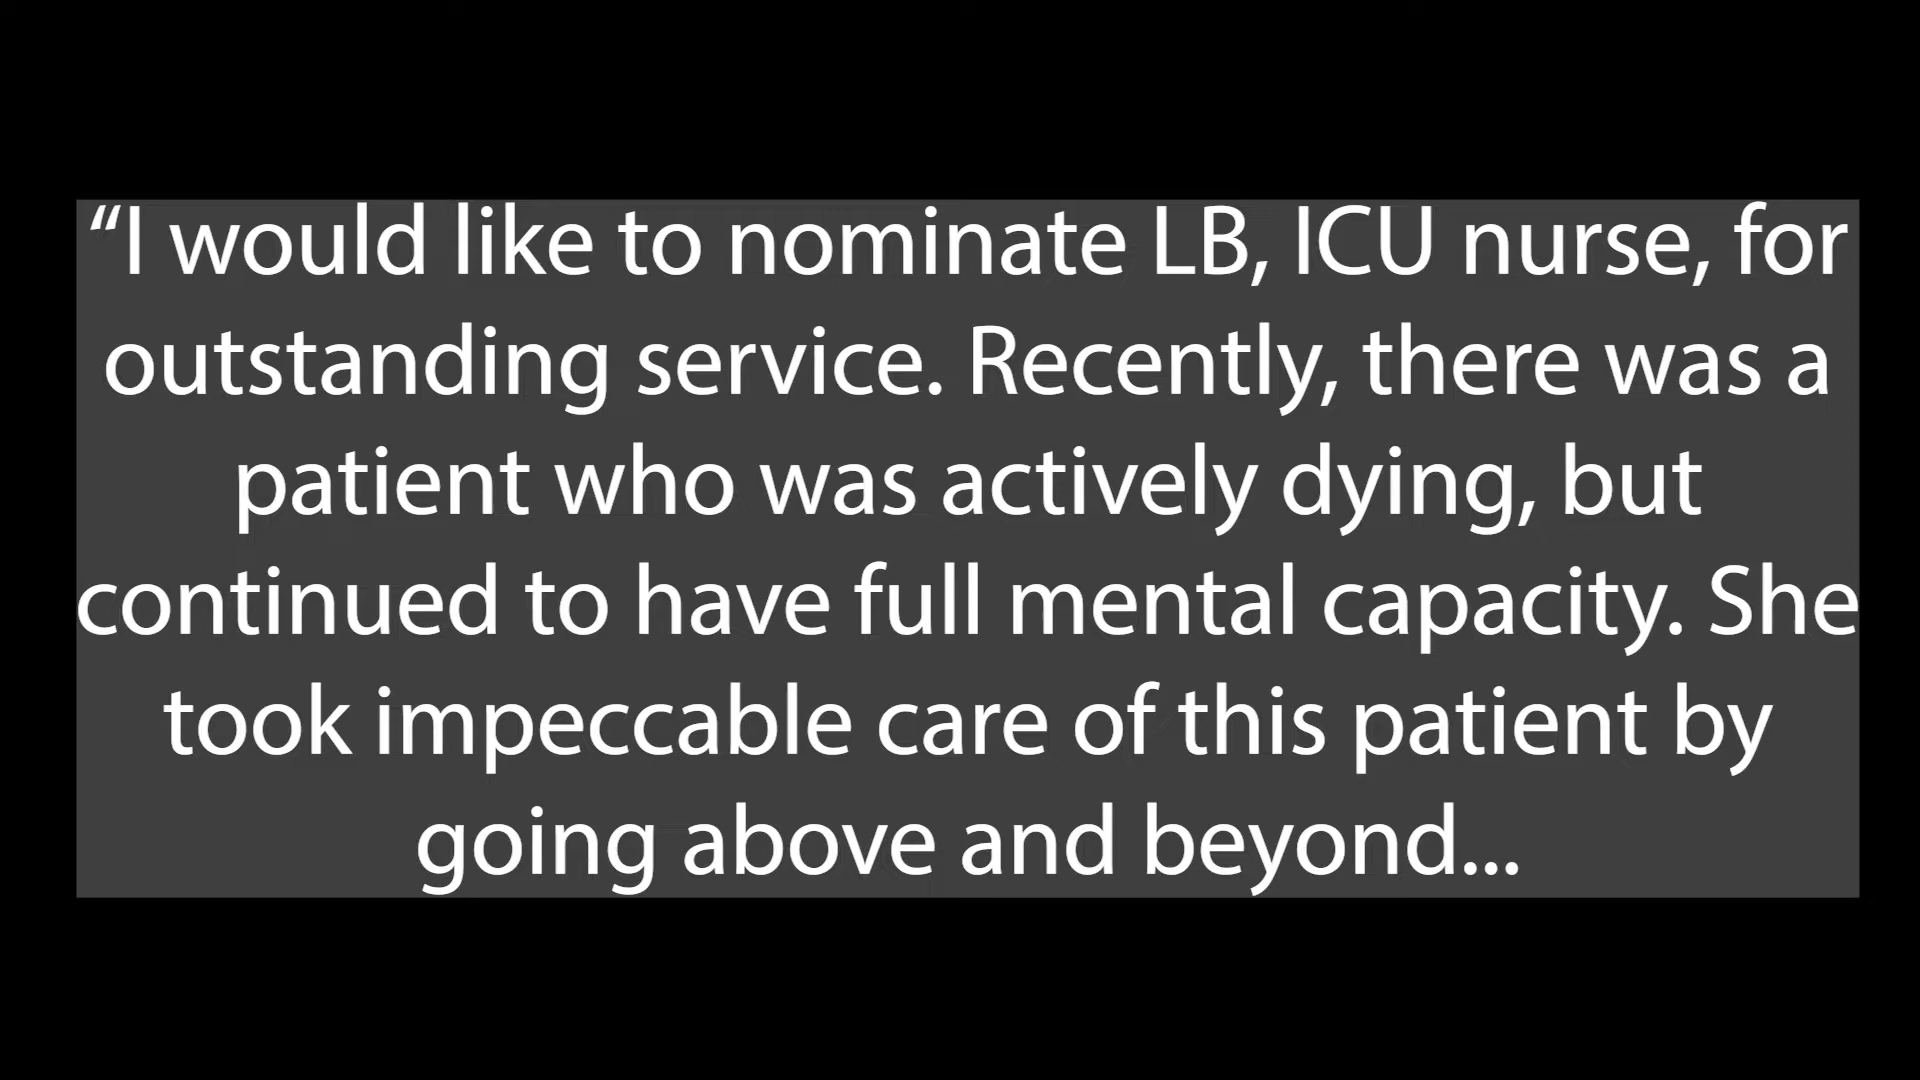 “I would like to nominate LB, ICU nurse, for
outstanding service. Recently, there was a
patient who was actively dying, but
continued to have full mental capacity. She
took impeccable care of this patient by
going above and beyond...